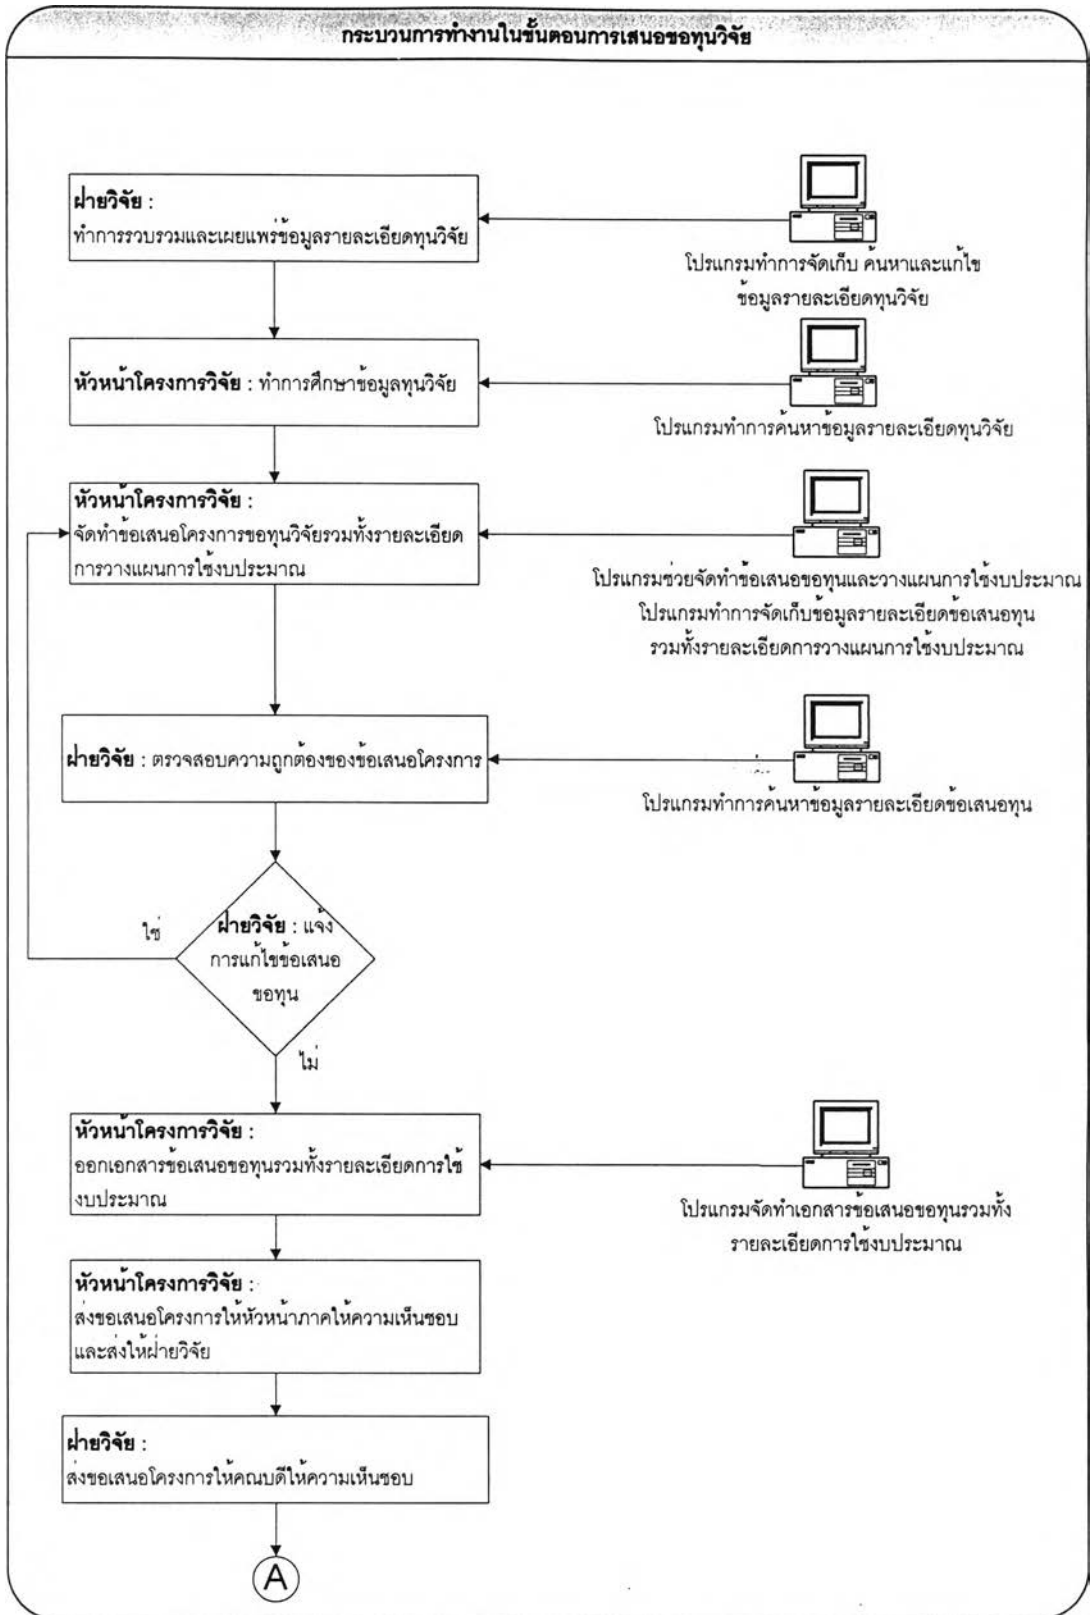 กระบวนการทำงานในขั้นตอนการเสนอขอทุนวิจัย
ฝ่ายวิจัย :
ทำการรวบรวมและเผยแพร่ข้อมูลรายละเอียดทุนวิจัย
โปรแกรมทำการจัดเก็บ ค้นหาและแก้ไข
ข้อมูลรายละเอียดทุนวิจัย
หัวหน้าโครงการวิจัย : ทำการศึกษาข้อมูลทุนวิจัย
โปรแกรมทำการค้นหาข้อมูลรายละเอียดทุนวิจัย
หัวหน้าโครงการวิจัย :
จัดทำข้อเสนอโครงการขอทุนวิจัยรวมทั้งรายละเอียด
การวางแผนการใช้งบประมาณ
โปรแกรมช่วยจัดทำข้อเสนอขอทุนและวางแผนการใช้งบประมาณ
โปรแกรมทำการจัดเก็บข้อมูลรายละเอียดข้อเสนอทุน
รวมทั้งรายละเอียดการวางแผนการใช้งบประมาณ
ฝ่ายวิจัย : ตรวจสอบความถูกต้องของข้อเสนอโครงการ
โปรแกรมทำการค้นหาข้อมูลรายละเอียดข้อเสนอทุน
ใช่
ฝ่ายวิจัย : แจ้ง
การแก้ไขข้อเสนอ
ขอทุน
ไม่
หัวหน้าโครงการวิจัย :
ออกเอกสารข้อเสนอขอทุนรวมทั้งรายละเอียดการใช้
งบประมาณ
โปรแกรมจัดทำเอกสารข้อเสนอขอทุนรวมทั้ง
รายละเอียดการใช้งบประมาณ
หัวหน้าโครงการวิจัย :
ส่งขอเสนอโครงการให้หัวหน้าภาคให้ความเห็นชอบ
และส่งให้ฝ่ายวิจัย
ฝ่ายวิจัย :
ส่งขอเสนอโครงการให้คณบดีให้ความเห็นชอบ
A